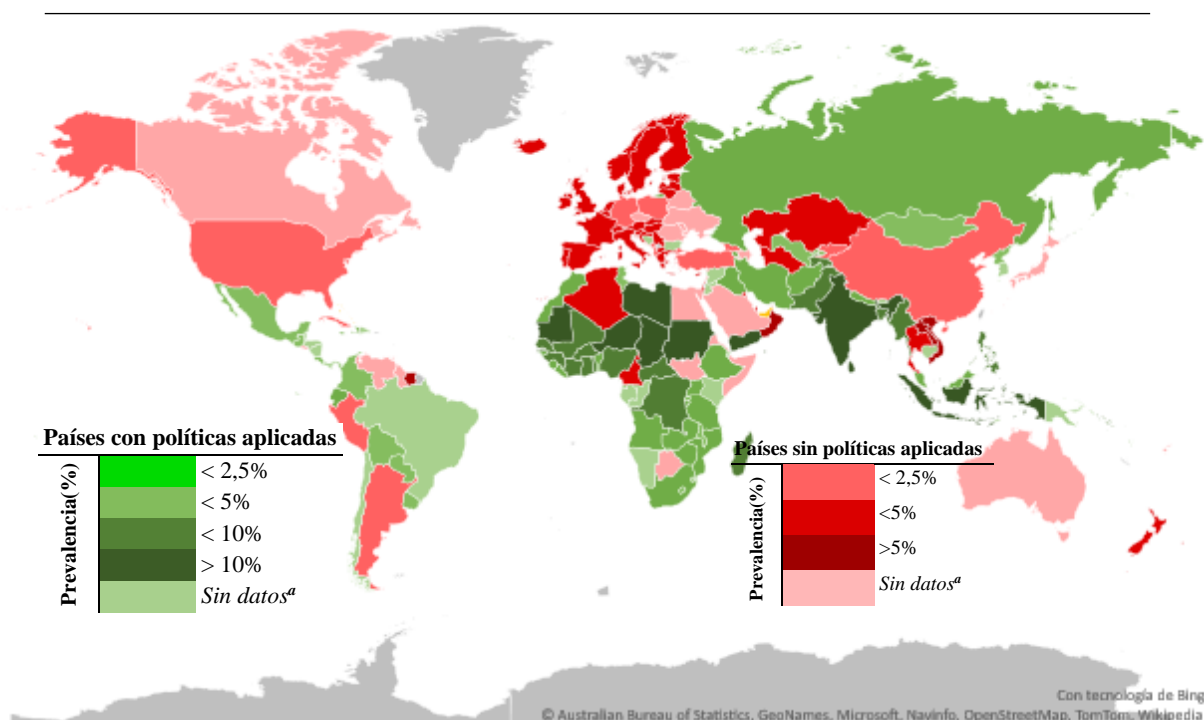 Países con políticas aplicadas
Prevalencia(%)
< 2,5%
< 5%
< 10%
> 10%
Sin datosª
Países sin políticas aplicadas
Prevalencia(%)
< 2,5%
<5%
>5%
Sin datosª
Con tecnología de Bing
© Australian Bureau of Statistics, GeoNames, Microsoft, Navinfo, OpenStreetMap, TomTom, Wikipedia